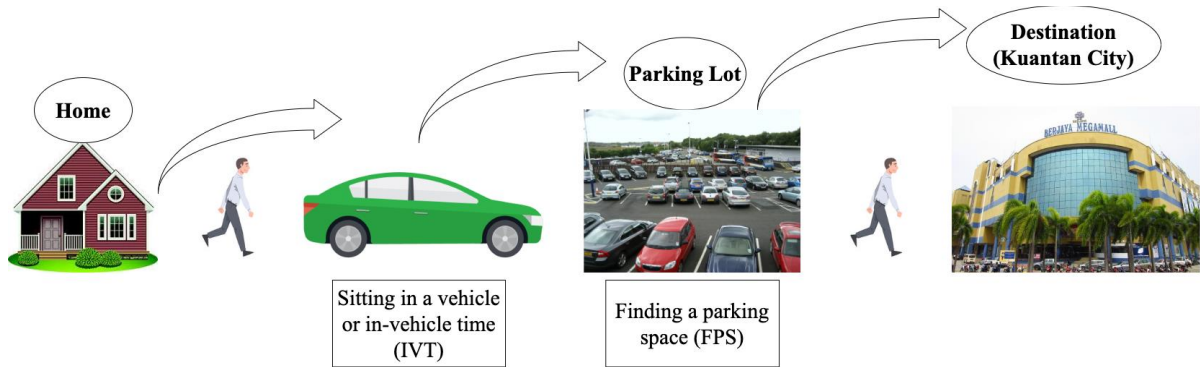 Home
Sitting in a vehicle
or in-vehicle time
(IVT)
Parking Lot
Finding a parking
space (FPS)
Destination
(Kuantan City)
BERJAYA MEGAMALL